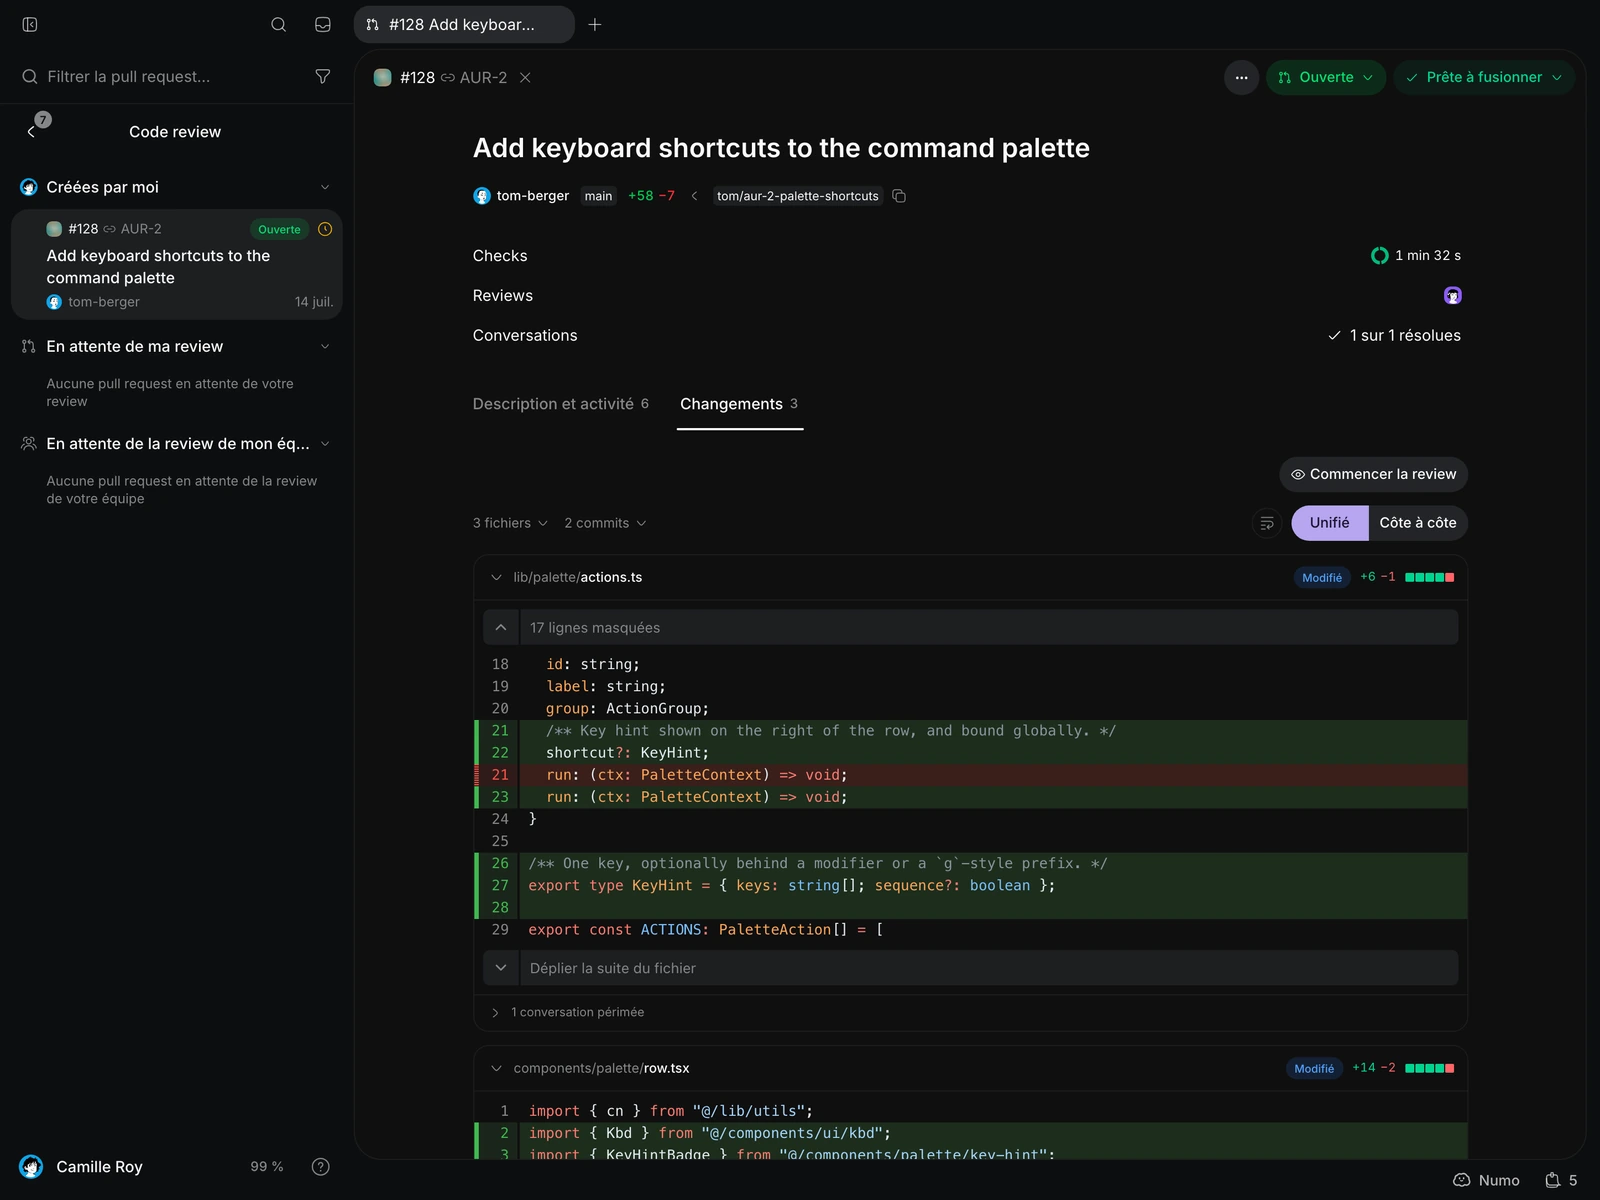 #128 Add keyboar...
Filtrer la pull request...
7
Code review
Créées par moi
#128 AUR-2 Ouverte
Add keyboard shortcuts to the
command palette
tom-berger 14 juil.
En attente de ma review
Aucune pull request en attente de votre
review
En attente de la review de mon éq...
Aucune pull request en attente de la review
de votre équipe
Camille Roy 99 %
#128 AUR-2
Ouverte
Prête à fusionner
Add keyboard shortcuts to the command palette
tom-berger main +58 −7 tom/aur-2-palette-shortcuts
Checks 1 min 32 s
Reviews
Conversations 1 sur 1 résolues
Description et activité 6 Changements 3
Commencer la review
3 fichiers 2 commits Unifié Côte à côte
lib/palette/actions.ts Modifié +6 −1
17 lignes masquées
18 id: string;
19 label: string;
20 group: ActionGroup;
21 /** Key hint shown on the right of the row, and bound globally. */
22 shortcut?: KeyHint;
21 run: (ctx: PaletteContext) => void;
23 run: (ctx: PaletteContext) => void;
24 }
25
26 /** One key, optionally behind a modifier or a `g`-style prefix. */
27 export type KeyHint = { keys: string[]; sequence?: boolean };
28
29 export const ACTIONS: PaletteAction[] = [
Déplier la suite du fichier
1 conversation périmée
components/palette/row.tsx Modifié +14 −2
1 import { cn } from "@/lib/utils";
2 import { Kbd } from "@/components/ui/kbd";
3 import { KeyHintBadge } from "@/components/palette/key-hint";
Numo 5